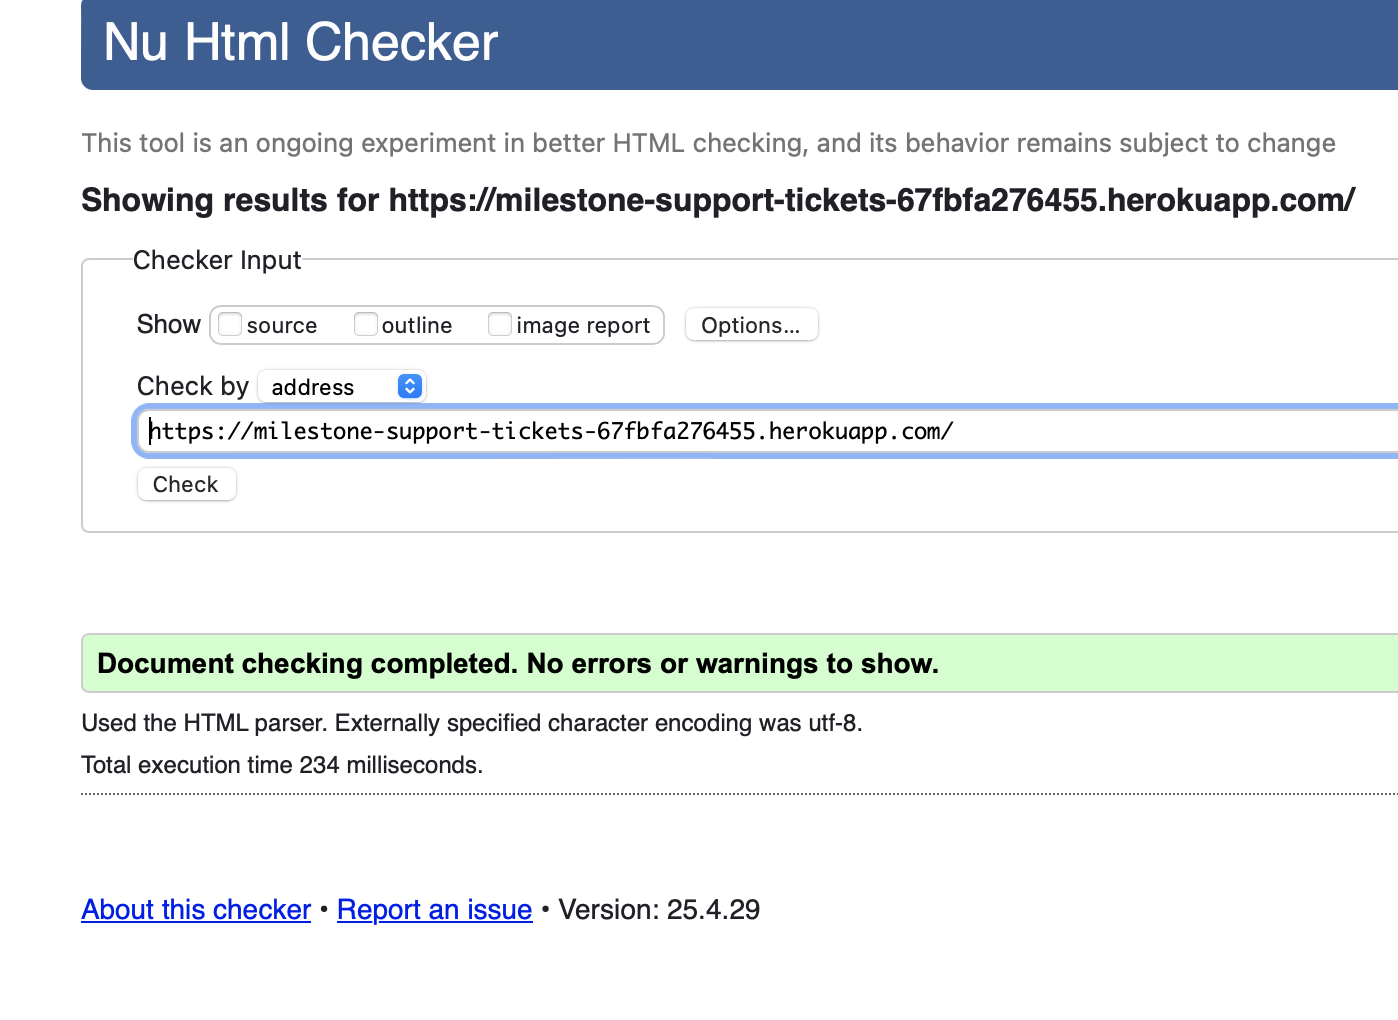 Nu Html Checker
This tool is an ongoing experiment in better HTML checking, and its behavior remains subject to change
Showing results for https://milestone-support-tickets-67fbfa276455.herokuapp.com/
Checker Input
Show source outline image report Options...
Check by address
https://milestone-support-tickets-67fbfa276455.herokuapp.com/
Check
Document checking completed. No errors or warnings to show.
Used the HTML parser. Externally specified character encoding was utf-8.
Total execution time 234 milliseconds.
About this checker • Report an issue • Version: 25.4.29